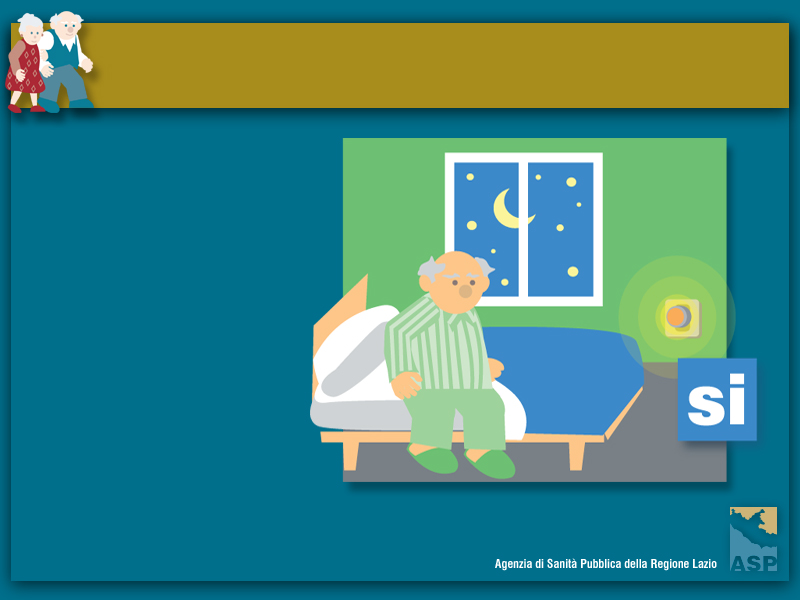 si
Agenzia di Sanità Pubblica della Regione Lazio
ASP